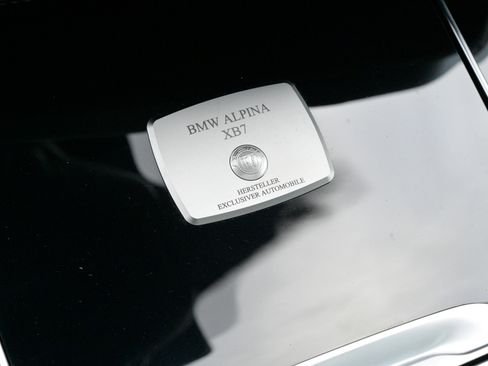 BMW ALPINA
XB7
HERSTELLER
EXCLUSIVER AUTOMOBILE